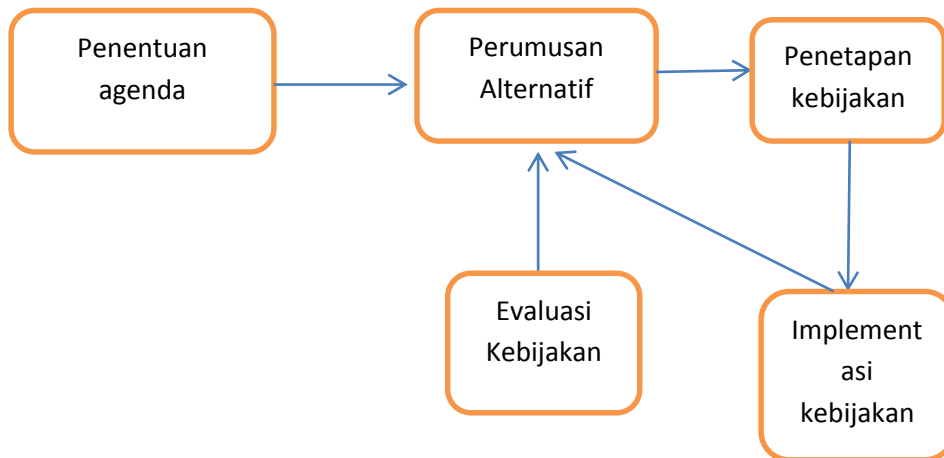 Penentuan
agenda
Perumusan
Alternatif
Penetapan
kebijakan
Evaluasi
Kebijakan
Implement
asi
kebijakan